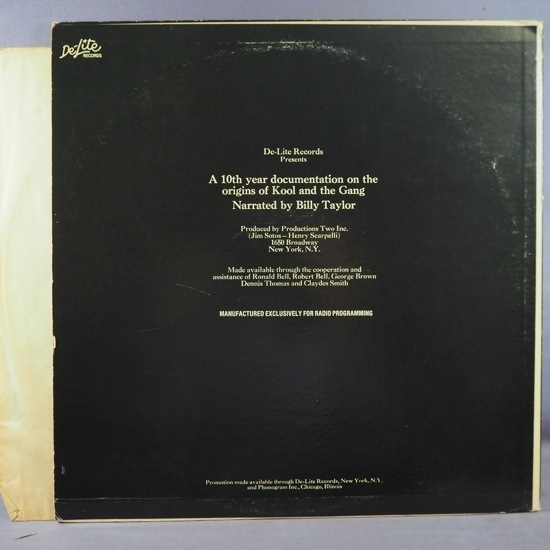 De-Lite
RECORDS
De-Lite Records
Presents
A 10th year documentation on the
origins of Kool and the Gang
Narrated by Billy Taylor
Produced by Productions Two Inc.
(Jim Sotos—Henry Scarpelli)
1650 Broadway
New York, N.Y.
Made available through the cooperation and
assistance of Ronald Bell, Robert Bell, George Brown
Dennis Thomas and Claydes Smith
MANUFACTURED EXCLUSIVELY FOR RADIO PROGRAMMING
Promotion made available through De-Lite Records, New York, N.Y.
and Phonogram Inc., Chicago, Illinois